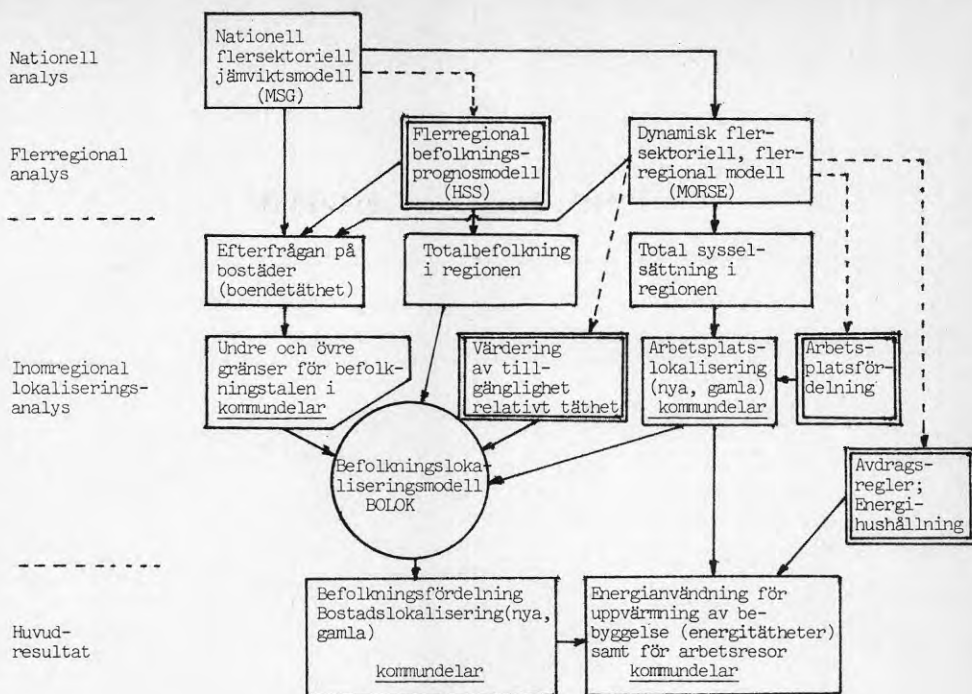 Nationell
analys
Nationell
flersektoriell
jämviktsmodell
(MSG)
Flerregional
analys
Flerregional
befolknings-
prognosmodell
(HSS)
Dynamisk fler-
sektoriell, fler-
regional modell
(MORSE)
Efterfrågan på
bostäder
(boendetäthet)
Totalbefolkning
i regionen
Total syssel-
sättning i
regionen
Inomregional
lokaliserings-
analys
Undre och övre
gränser för befolk-
ningstalen i
kommundelar
Värdering
av till-
gänglighet
relativt täthet
Arbetsplats-
lokalisering
(nya, gamla)
kommundelar
Arbets-
platsför-
delning
Befolkningsloka-
liseringsmodell
BOLOK
Avdrags-
regler;
Energi-
hushållning
Huvud-
resultat
Befolkningsfördelning
Bostadslokalisering(nya,
gamla)
kommundelar
Energianvändning för
uppvärmning av be-
byggelse (energitätheter)
samt för arbetsresor
kommundelar